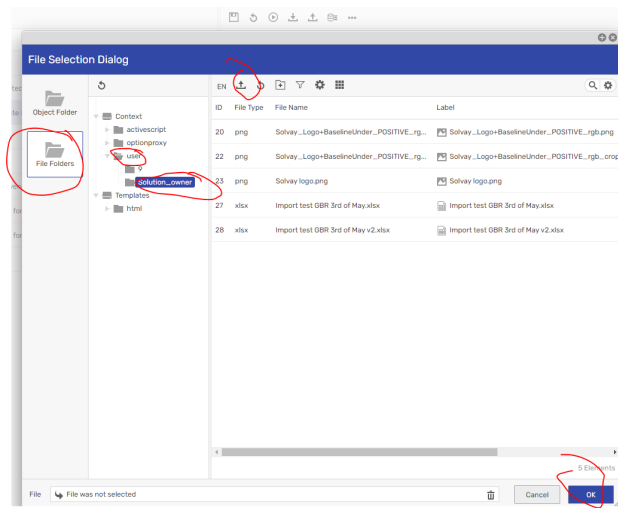 File Selection Dialog
Object Folder
File Folders
Context
activescript
optionproxy
user
9
solution_owner
Templates
html
EN
ID File Type File Name Label
20 png Solvay_Logo+BaselineUnder_POSITIVE_rg... Solvay_Logo+BaselineUnder_POSITIVE_rgb.png
22 png Solvay_Logo+BaselineUnder_POSITIVE_rg... Solvay_Logo+BaselineUnder_POSITIVE_rgb_crop
23 png Solvay logo.png Solvay logo.png
27 xlsx Import test GBR 3rd of May.xlsx Import test GBR 3rd of May.xlsx
28 xlsx Import test GBR 3rd of May v2.xlsx Import test GBR 3rd of May v2.xlsx
5 Elements
File File was not selected Cancel OK